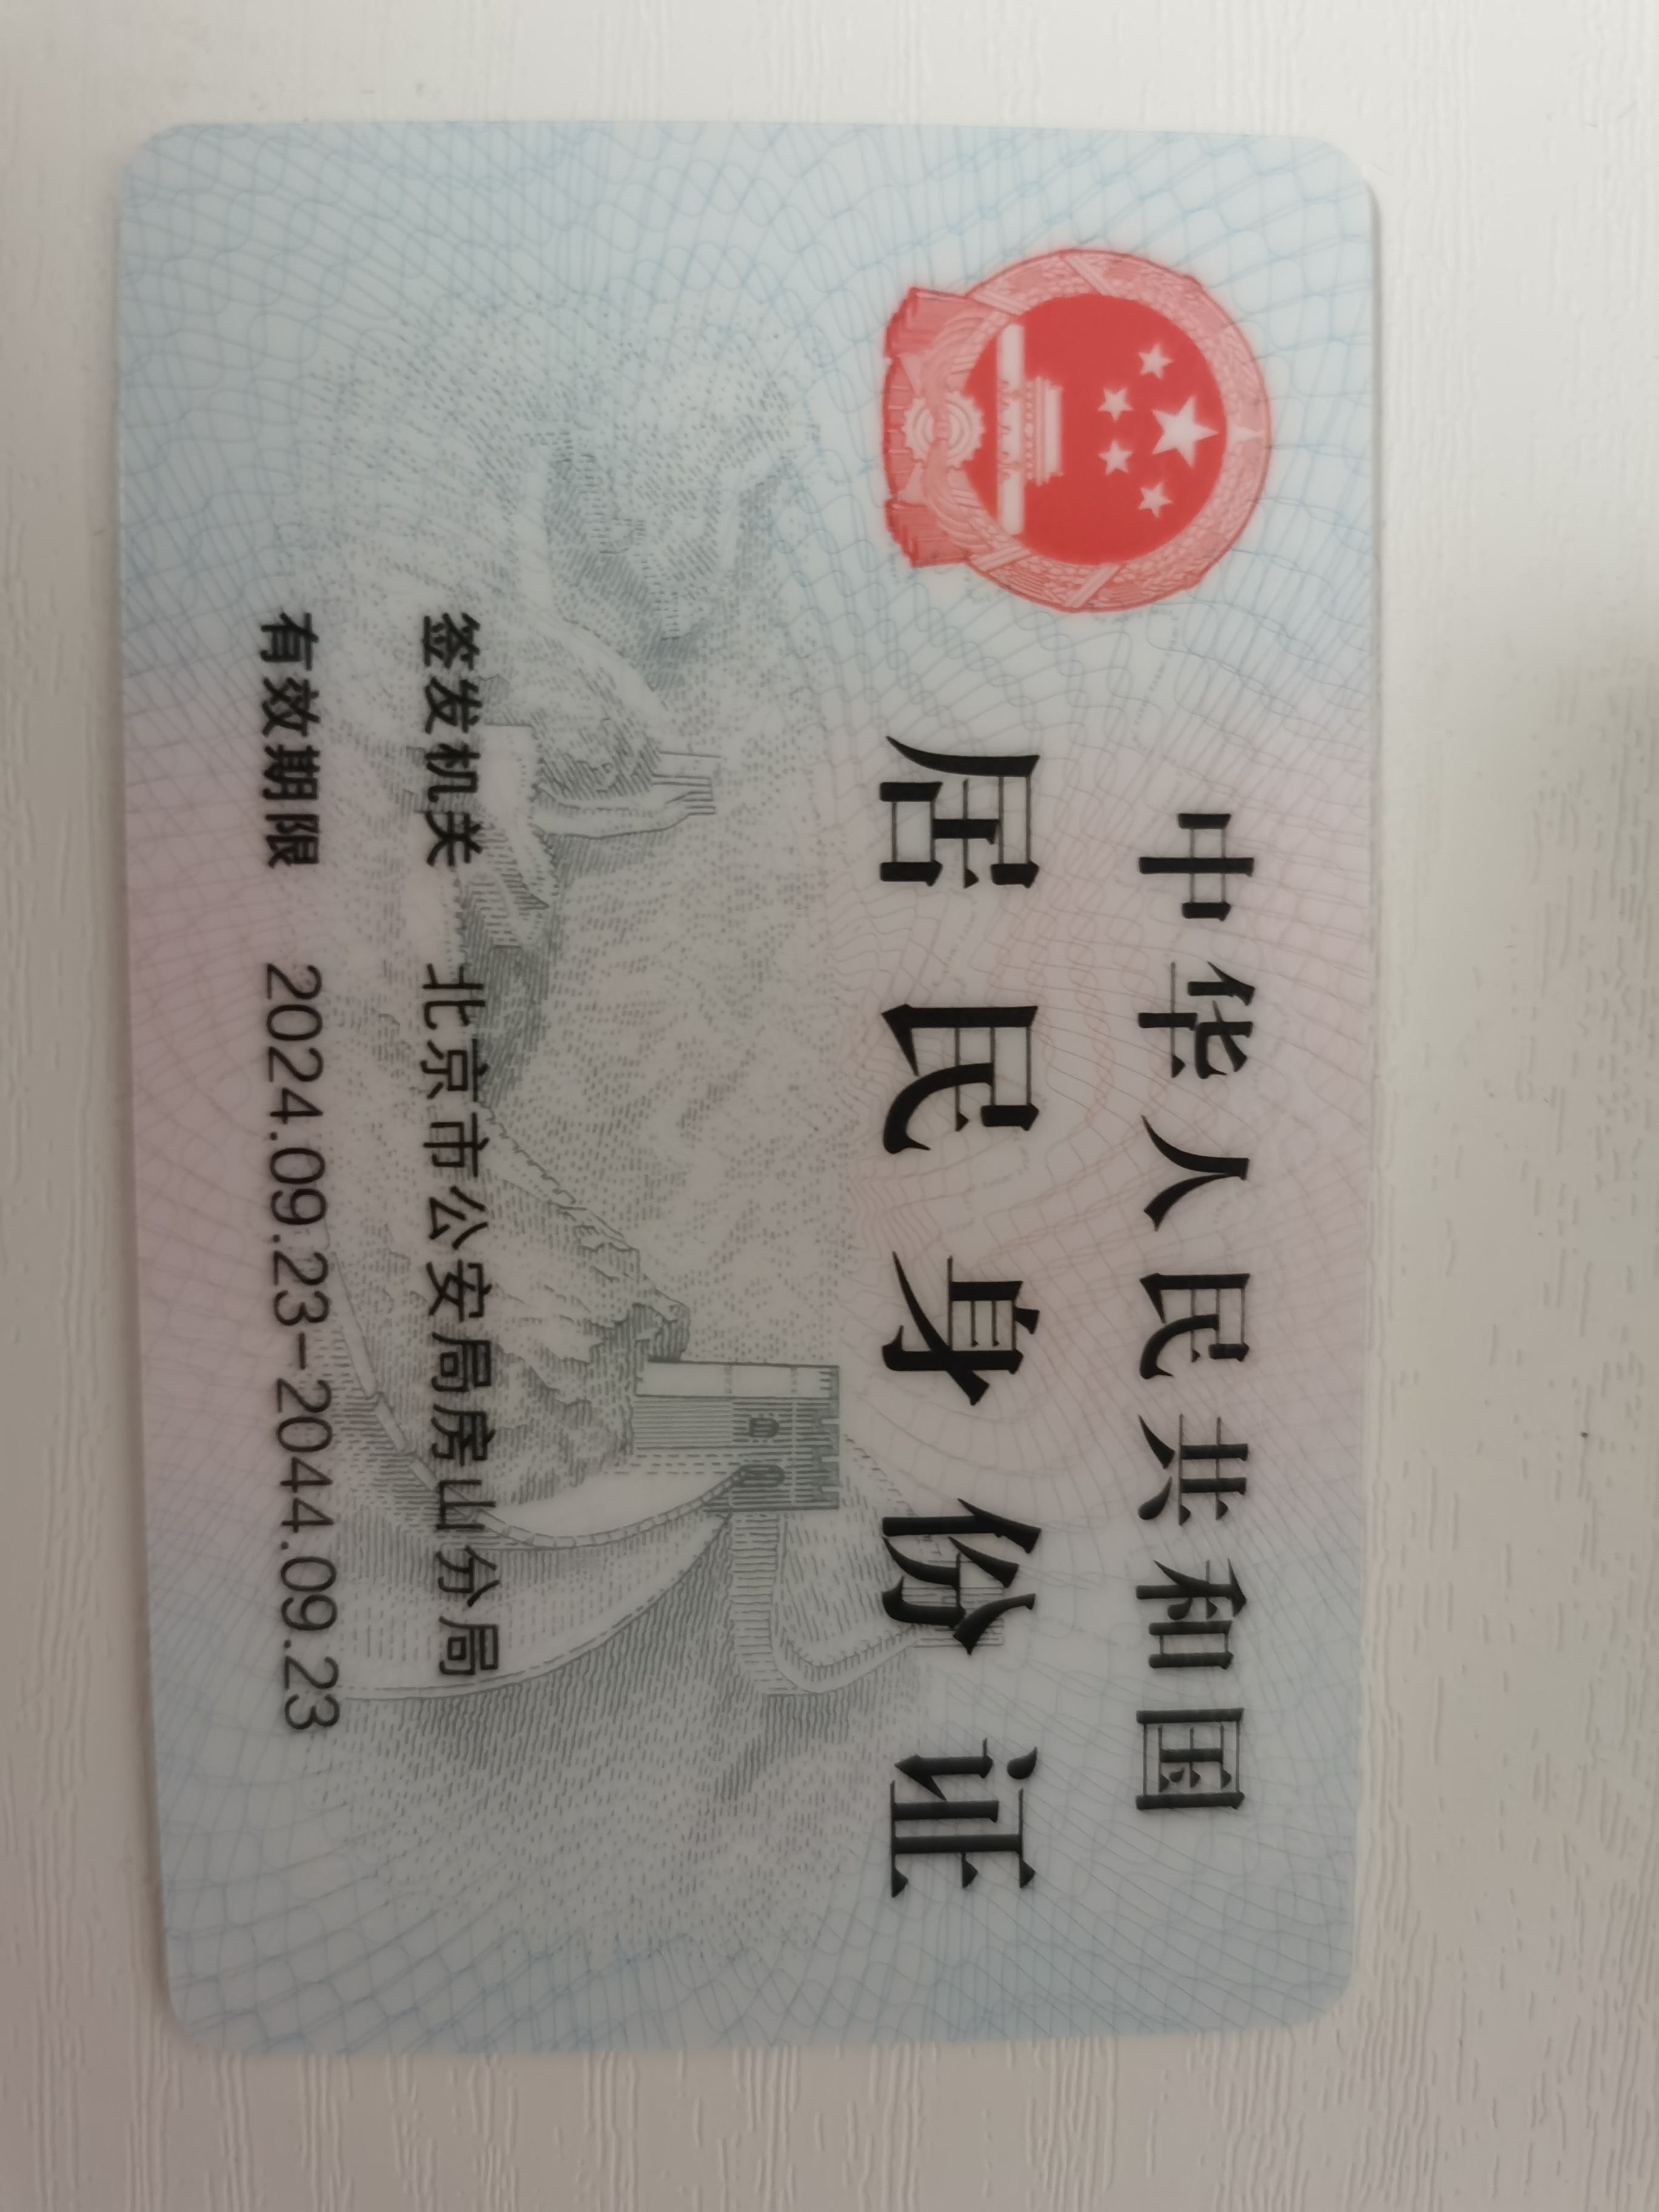 中华人民共和国
居民身份证
签发机关 北京市公安局房山分局
有效期限 2024.09.23-2044.09.23